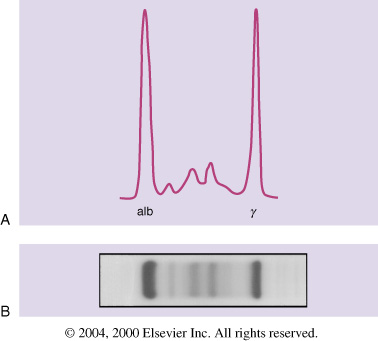 A
alb γ
B
© 2004, 2000 Elsevier Inc. All rights reserved.